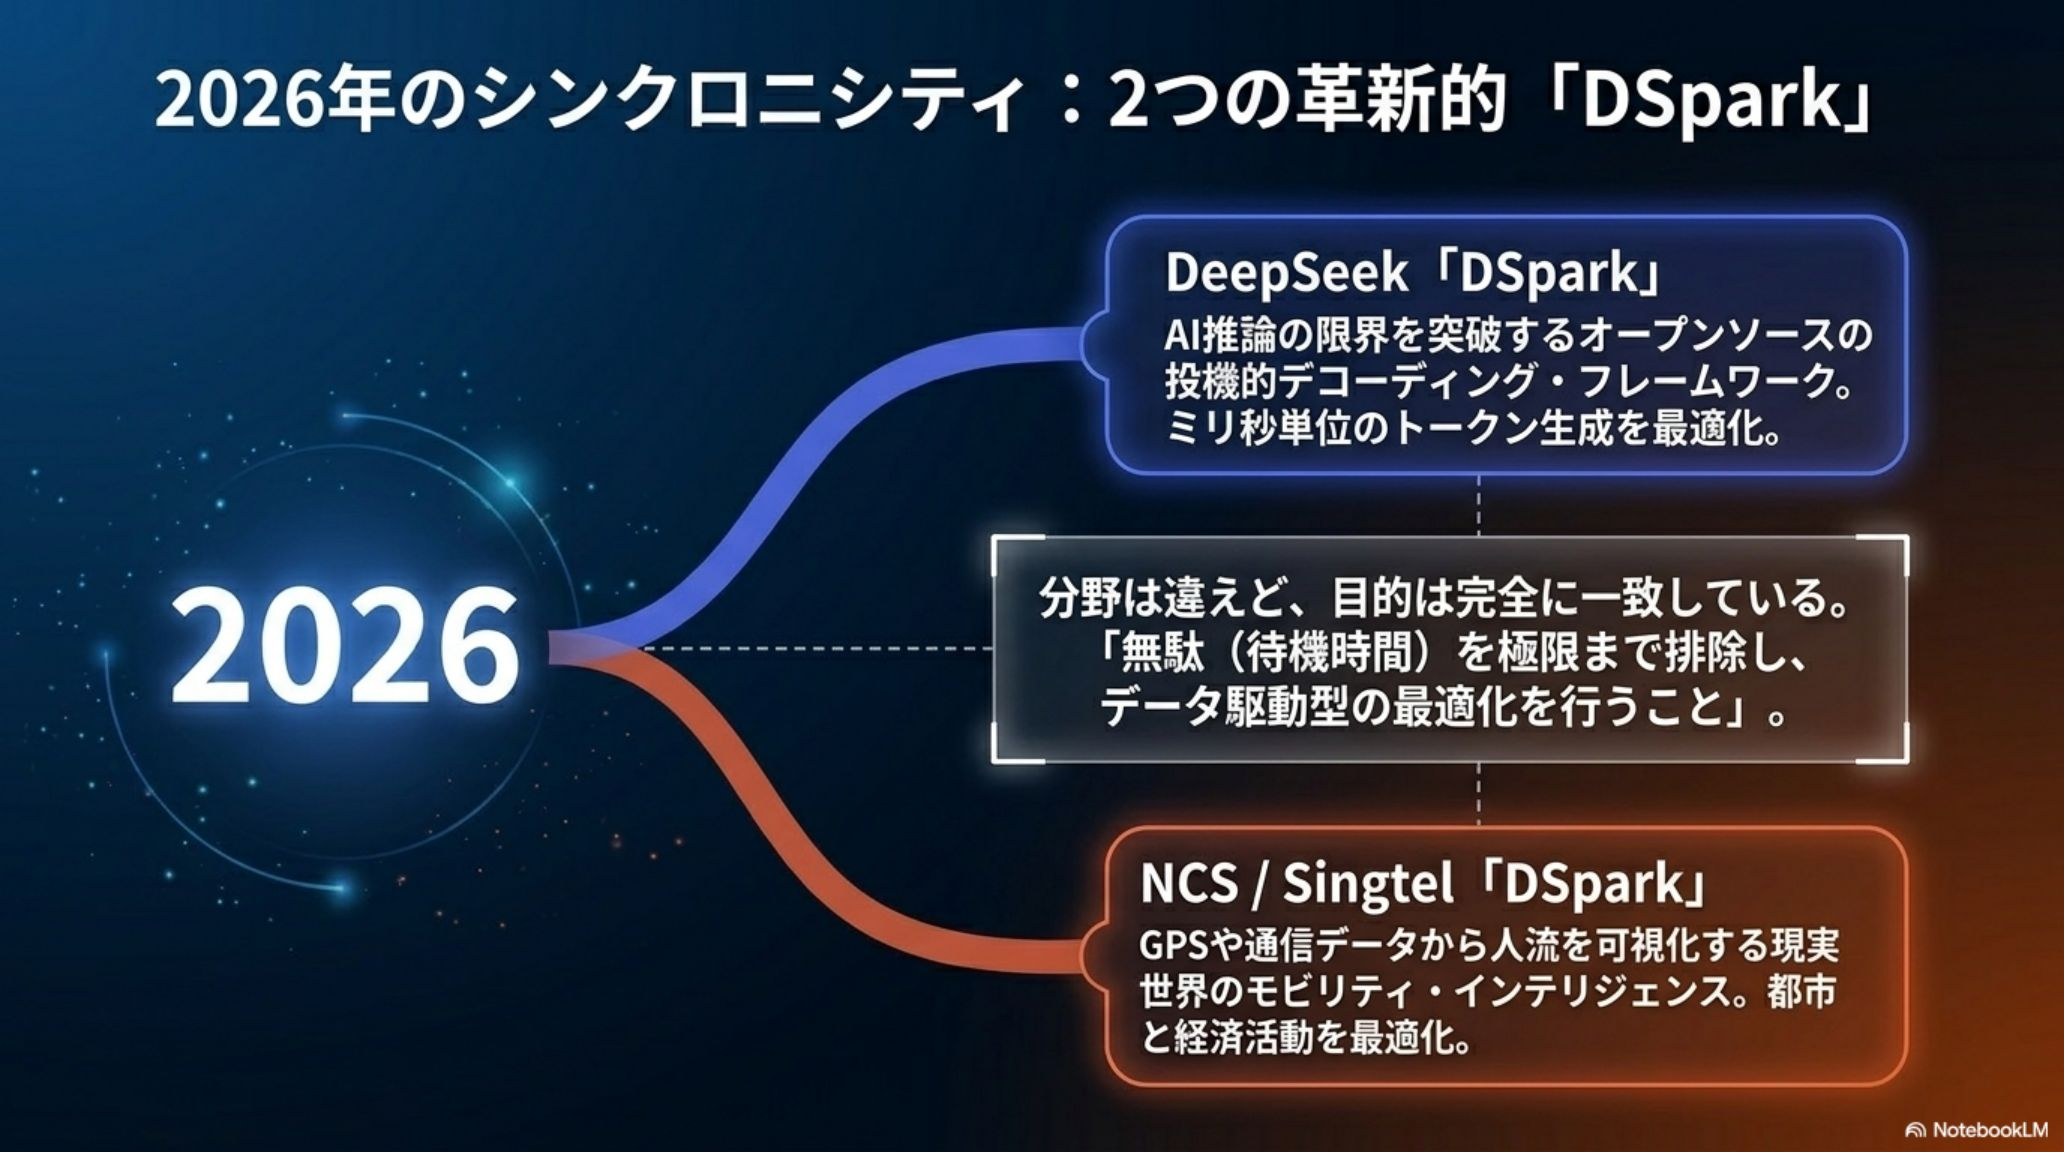 2026年のシンクロニシティ：2つの革新的「DSpark」
DeepSeek「DSpark」
AI推論の限界を突破するオープンソースの
投機的デコーディング・フレームワーク。
ミリ秒単位のトークン生成を最適化。
2026
分野は違えど、目的は完全に一致している。
「無駄（待機時間）を極限まで排除し、
データ駆動型の最適化を行うこと」。
NCS / Singtel「DSpark」
GPSや通信データから人流を可視化する現実
世界のモビリティ・インテリジェンス。都市
と経済活動を最適化。
NotebookLM